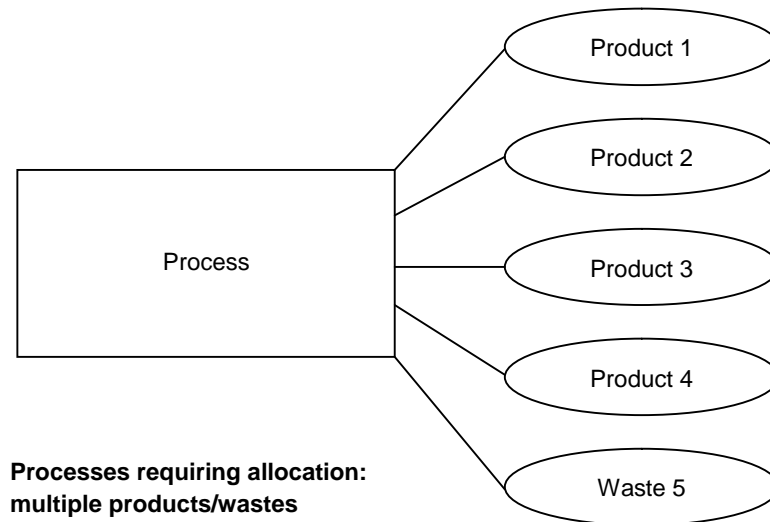 Product 1
Product 2
Process
Product 3
Product 4
Waste 5
Processes requiring allocation:
multiple products/wastes